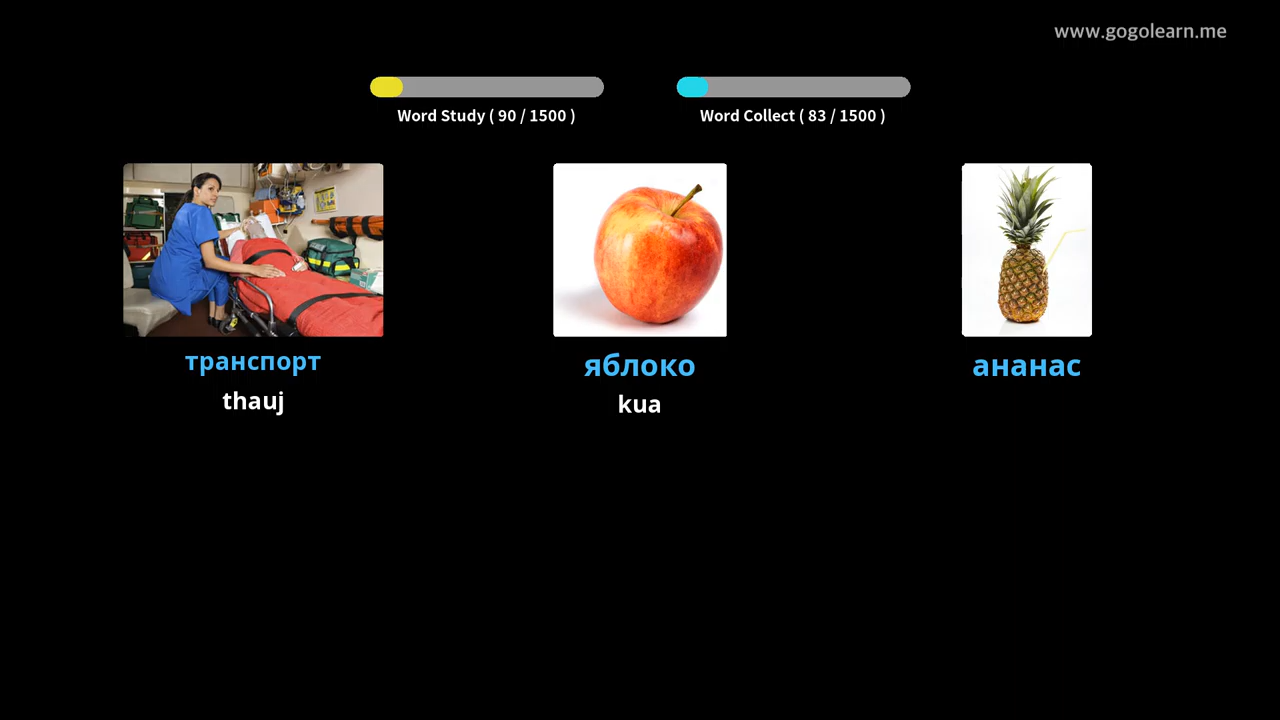 www.gogolearn.me
Word Study ( 90 / 1500 )
Word Collect ( 83 / 1500 )
транспорт
thauj
яблоко
kua
ананас